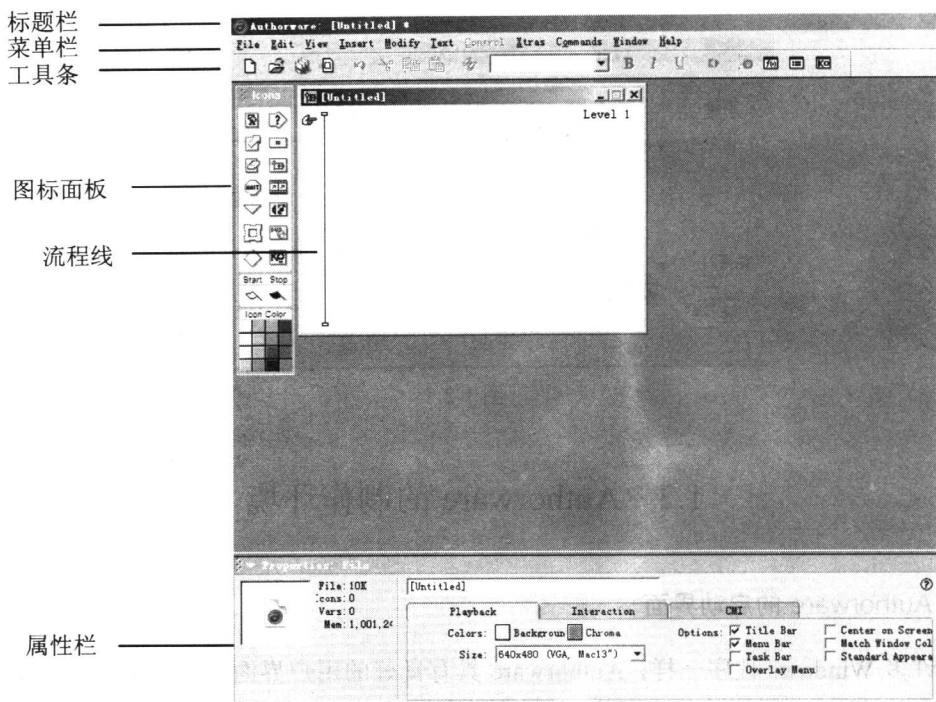 标题栏
菜单栏
工具条
图标面板
流程线
属性栏
Authorware: [Untitled] *
File Edit View Insert Modify Text Control Xtras Commands Window Help
B I U
Icons
[Untitled]
Level 1
Start Stop
Icon Color
Properties: File
File: 10K
Icons: 0
Vars: 0
Mem: 1,001,24
[Untitled]
Playback Interaction CMI
Colors: Backgroun Chroma
Size: 640x480 (VGA, Mac13")
Options: Title Bar Center on Screen
Menu Bar Match Window Col
Task Bar Standard Appeara
Overlay Menu